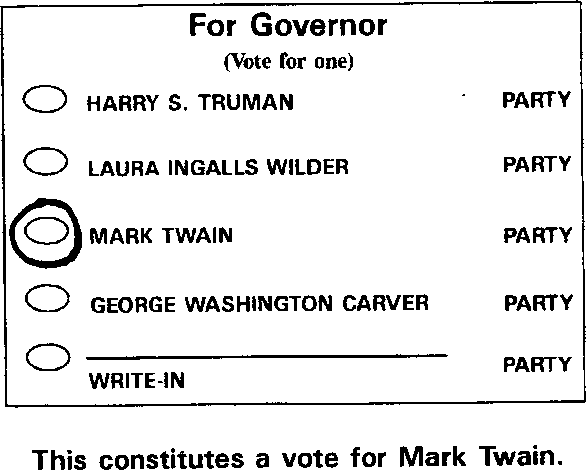 For Governor
(Vote for one)
HARRY S. TRUMAN PARTY
LAURA INGALLS WILDER PARTY
MARK TWAIN PARTY
GEORGE WASHINGTON CARVER PARTY
PARTY
WRITE-IN
This constitutes a vote for Mark Twain.